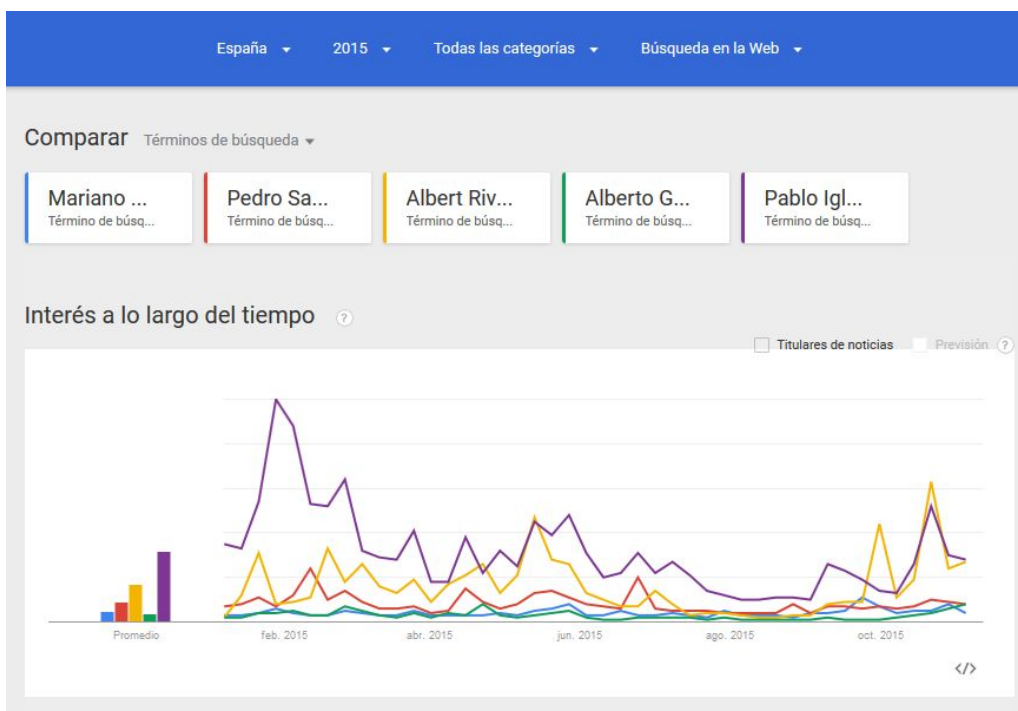 España 2015 Todas las categorías Búsqueda en la Web
Comparar Términos de búsqueda
Mariano ... Pedro Sa... Albert Riv... Alberto G... Pablo Igl...
Término de búsq... Término de búsq... Término de búsq... Término de búsq... Término de búsq...
Interés a lo largo del tiempo ?
Titulares de noticias Previsión ?
Promedio feb. 2015 abr. 2015 jun. 2015 ago. 2015 oct. 2015
</>